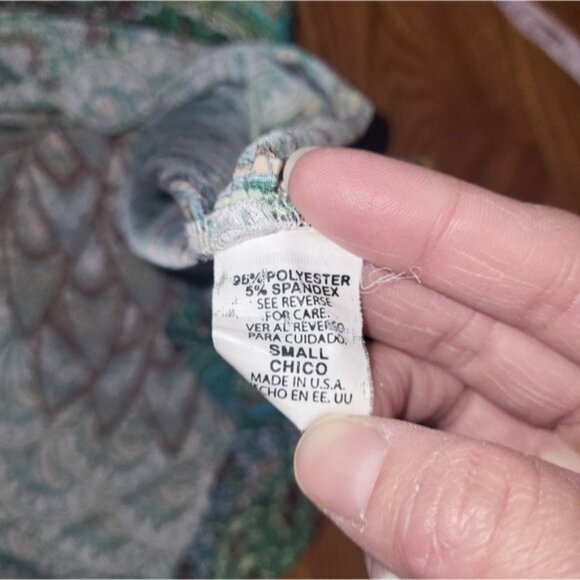 95% POLYESTER
5% SPANDEX
SEE REVERSE
FOR CARE.
VER AL REVERSO
PARA CUIDADO.
SMALL
CHICO
MADE IN U.S.A.
ECHO EN EE. UU